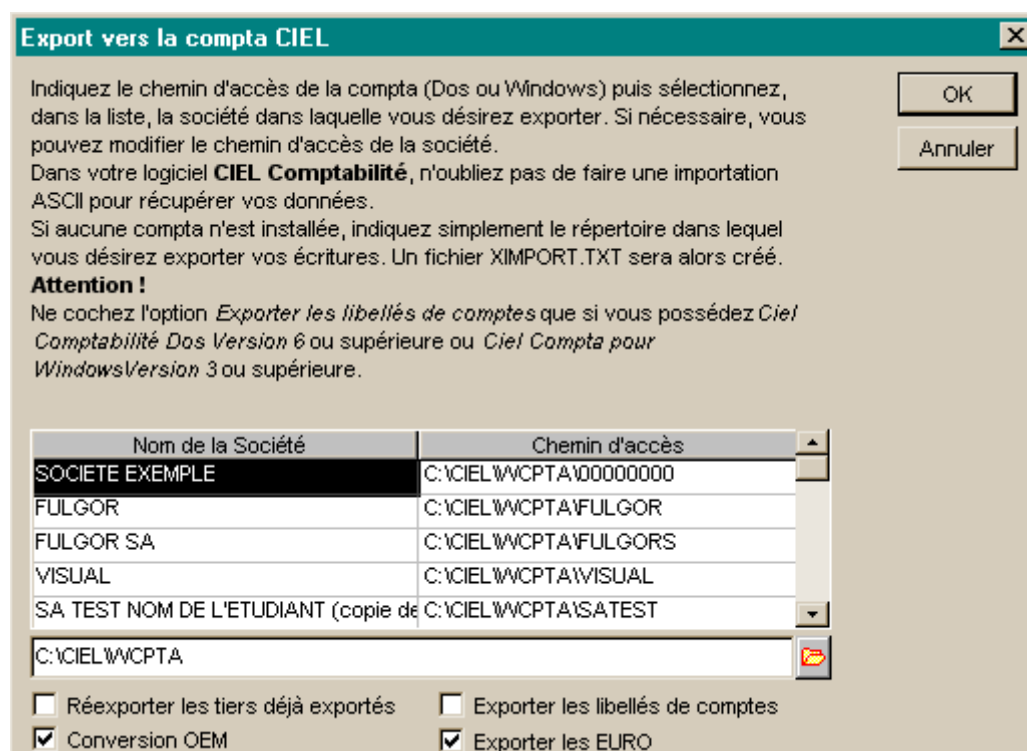 Export vers la compta CIEL
Indiquez le chemin d'accès de la compta (Dos ou Windows) puis sélectionnez,
dans la liste, la société dans laquelle vous désirez exporter. Si nécessaire, vous
pouvez modifier le chemin d'accès de la société.
Dans votre logiciel CIEL Comptabilité, n'oubliez pas de faire une importation
ASCII pour récupérer vos données.
Si aucune compta n'est installée, indiquez simplement le répertoire dans lequel
vous désirez exporter vos écritures. Un fichier XIMPORT.TXT sera alors créé.
Attention !
Ne cochez l'option Exporter les libellés de comptes que si vous possédez Ciel
Comptabilité Dos Version 6 ou supérieure ou Ciel Compta pour
WindowsVersion 3 ou supérieure.
OK
Annuler
Nom de la Société Chemin d'accès
SOCIETE EXEMPLE C:\CIEL\WCPTA\00000000
FULGOR C:\CIEL\WCPTA\FULGOR
FULGOR SA C:\CIEL\WCPTA\FULGORS
VISUAL C:\CIEL\WCPTA\VISUAL
SA TEST NOM DE L'ETUDIANT (copie de C:\CIEL\WCPTA\SATEST
C:\CIEL\WCPTA
Réexporter les tiers déjà exportés Exporter les libellés de comptes
Conversion OEM Exporter les EURO